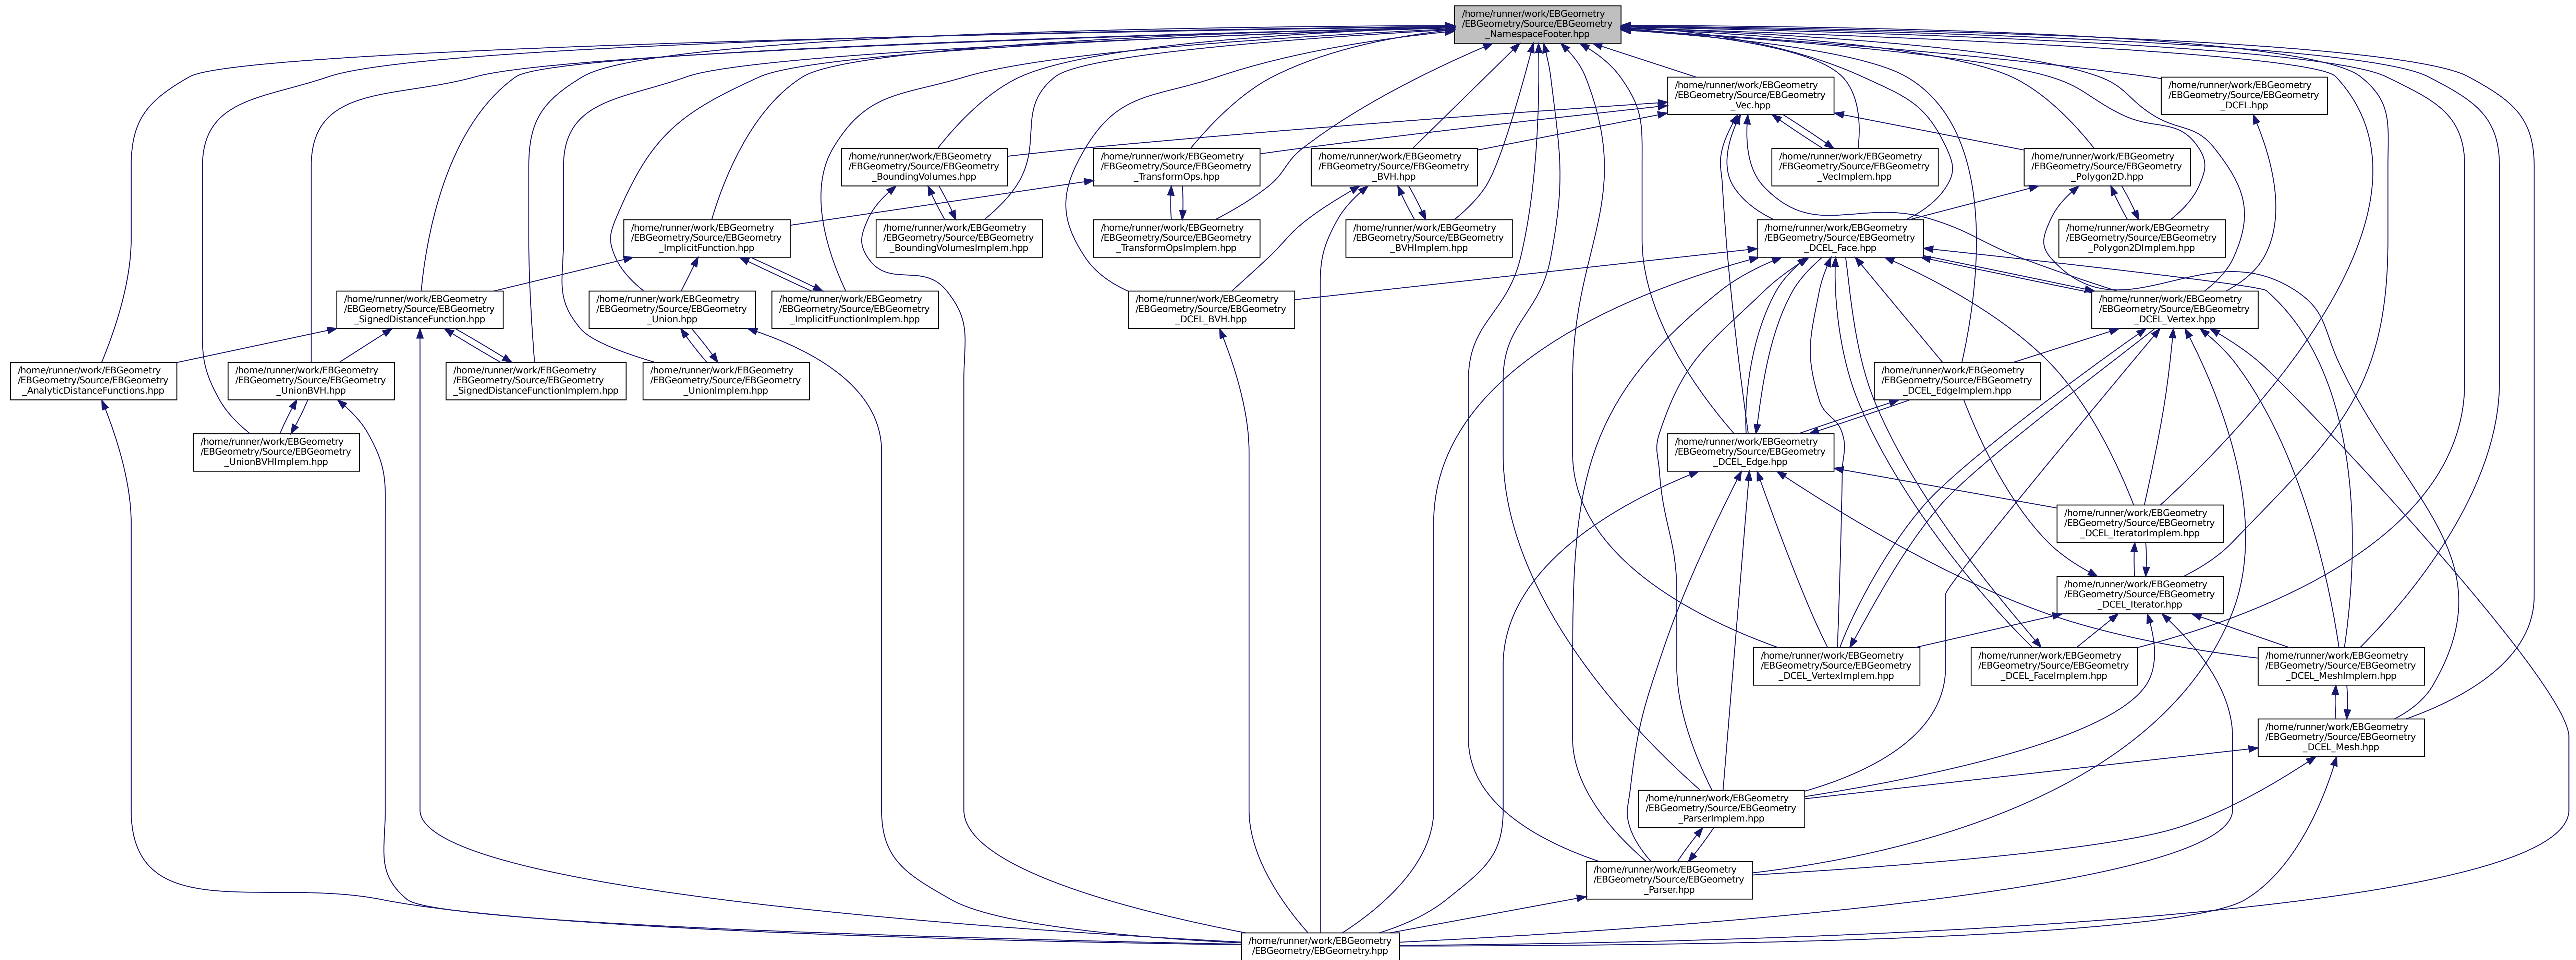 /home/runner/work/EBGeometry
/EBGeometry/Source/EBGeometry
_NamespaceFooter.hpp
/home/runner/work/EBGeometry
/EBGeometry/Source/EBGeometry
_Vec.hpp
/home/runner/work/EBGeometry
/EBGeometry/Source/EBGeometry
_DCEL.hpp
/home/runner/work/EBGeometry
/EBGeometry/Source/EBGeometry
_BoundingVolumes.hpp
/home/runner/work/EBGeometry
/EBGeometry/Source/EBGeometry
_TransformOps.hpp
/home/runner/work/EBGeometry
/EBGeometry/Source/EBGeometry
_BVH.hpp
/home/runner/work/EBGeometry
/EBGeometry/Source/EBGeometry
_VecImplem.hpp
/home/runner/work/EBGeometry
/EBGeometry/Source/EBGeometry
_Polygon2D.hpp
/home/runner/work/EBGeometry
/EBGeometry/Source/EBGeometry
_ImplicitFunction.hpp
/home/runner/work/EBGeometry
/EBGeometry/Source/EBGeometry
_BoundingVolumesImplem.hpp
/home/runner/work/EBGeometry
/EBGeometry/Source/EBGeometry
_TransformOpsImplem.hpp
/home/runner/work/EBGeometry
/EBGeometry/Source/EBGeometry
_BVHImplem.hpp
/home/runner/work/EBGeometry
/EBGeometry/Source/EBGeometry
_DCEL_Face.hpp
/home/runner/work/EBGeometry
/EBGeometry/Source/EBGeometry
_Polygon2DImplem.hpp
/home/runner/work/EBGeometry
/EBGeometry/Source/EBGeometry
_SignedDistanceFunction.hpp
/home/runner/work/EBGeometry
/EBGeometry/Source/EBGeometry
_Union.hpp
/home/runner/work/EBGeometry
/EBGeometry/Source/EBGeometry
_ImplicitFunctionImplem.hpp
/home/runner/work/EBGeometry
/EBGeometry/Source/EBGeometry
_DCEL_BVH.hpp
/home/runner/work/EBGeometry
/EBGeometry/Source/EBGeometry
_DCEL_Vertex.hpp
/home/runner/work/EBGeometry
/EBGeometry/Source/EBGeometry
_AnalyticDistanceFunctions.hpp
/home/runner/work/EBGeometry
/EBGeometry/Source/EBGeometry
_UnionBVH.hpp
/home/runner/work/EBGeometry
/EBGeometry/Source/EBGeometry
_SignedDistanceFunctionImplem.hpp
/home/runner/work/EBGeometry
/EBGeometry/Source/EBGeometry
_UnionImplem.hpp
/home/runner/work/EBGeometry
/EBGeometry/Source/EBGeometry
_DCEL_EdgeImplem.hpp
/home/runner/work/EBGeometry
/EBGeometry/Source/EBGeometry
_UnionBVHImplem.hpp
/home/runner/work/EBGeometry
/EBGeometry/Source/EBGeometry
_DCEL_Edge.hpp
/home/runner/work/EBGeometry
/EBGeometry/Source/EBGeometry
_DCEL_IteratorImplem.hpp
/home/runner/work/EBGeometry
/EBGeometry/Source/EBGeometry
_DCEL_Iterator.hpp
/home/runner/work/EBGeometry
/EBGeometry/Source/EBGeometry
_DCEL_VertexImplem.hpp
/home/runner/work/EBGeometry
/EBGeometry/Source/EBGeometry
_DCEL_FaceImplem.hpp
/home/runner/work/EBGeometry
/EBGeometry/Source/EBGeometry
_DCEL_MeshImplem.hpp
/home/runner/work/EBGeometry
/EBGeometry/Source/EBGeometry
_DCEL_Mesh.hpp
/home/runner/work/EBGeometry
/EBGeometry/Source/EBGeometry
_ParserImplem.hpp
/home/runner/work/EBGeometry
/EBGeometry/Source/EBGeometry
_Parser.hpp
/home/runner/work/EBGeometry
/EBGeometry/EBGeometry.hpp